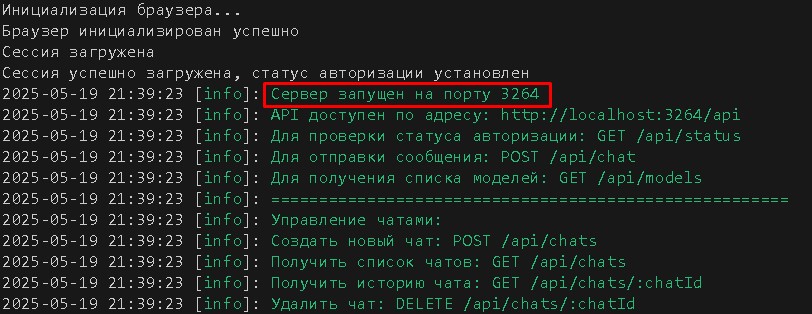 Инициализация браузера...
Браузер инициализирован успешно
Сессия загружена
Сессия успешно загружена, статус авторизации установлен
2025-05-19 21:39:23 [info]: Сервер запущен на порту 3264
2025-05-19 21:39:23 [info]: API доступен по адресу: http://localhost:3264/api
2025-05-19 21:39:23 [info]: Для проверки статуса авторизации: GET /api/status
2025-05-19 21:39:23 [info]: Для отправки сообщения: POST /api/chat
2025-05-19 21:39:23 [info]: Для получения списка моделей: GET /api/models
2025-05-19 21:39:23 [info]: ======================================================
2025-05-19 21:39:23 [info]: Управление чатами:
2025-05-19 21:39:23 [info]: Создать новый чат: POST /api/chats
2025-05-19 21:39:23 [info]: Получить список чатов: GET /api/chats
2025-05-19 21:39:23 [info]: Получить историю чата: GET /api/chats/:chatId
2025-05-19 21:39:23 [info]: Удалить чат: DELETE /api/chats/:chatId